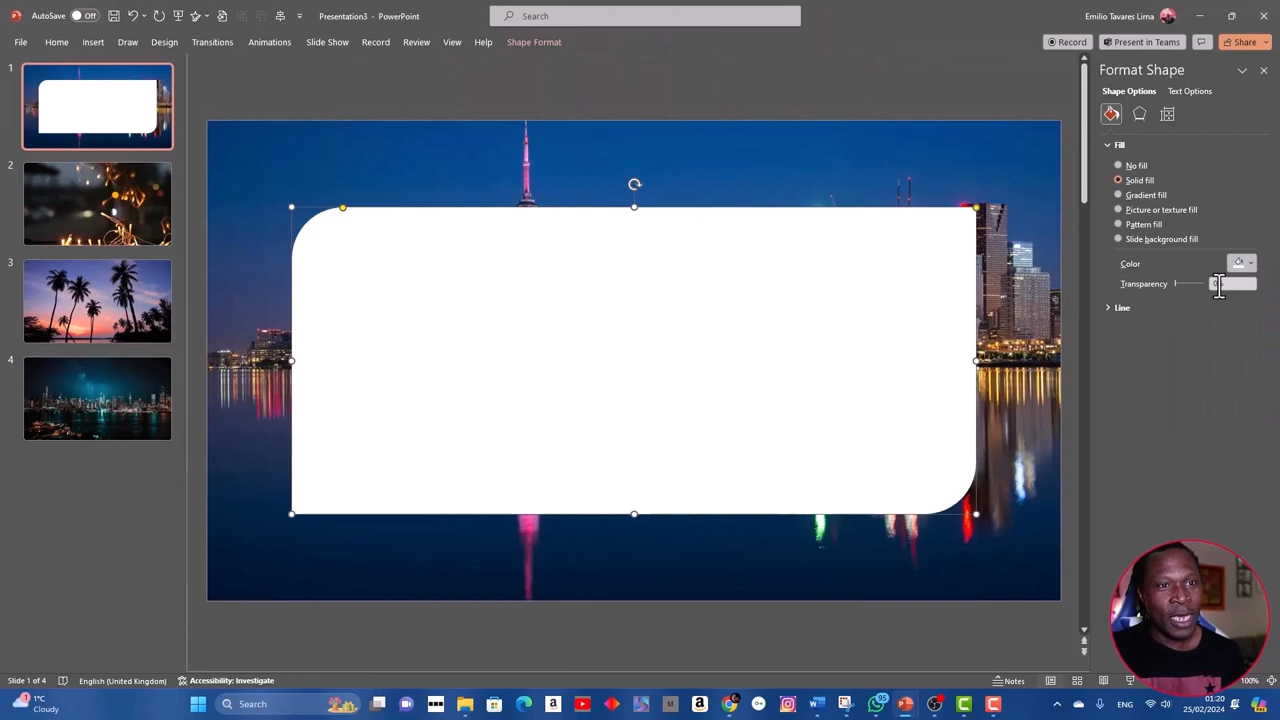 AutoSave Off Presentation3 - PowerPoint Search Emilio Tavares Lima
File Home Insert Draw Design Transitions Animations Slide Show Record Review View Help Shape Format Record Present in Teams Share
Format Shape
Shape Options Text Options
Fill
No fill
Solid fill
Gradient fill
Picture or texture fill
Pattern fill
Slide background fill
Color
Transparency
Line
1
2
3
4
Slide 1 of 4 English (United Kingdom) Accessibility: Investigate Notes 100%
1 1°C
Cloudy
Search
95
ENG
01:20
25/02/2024